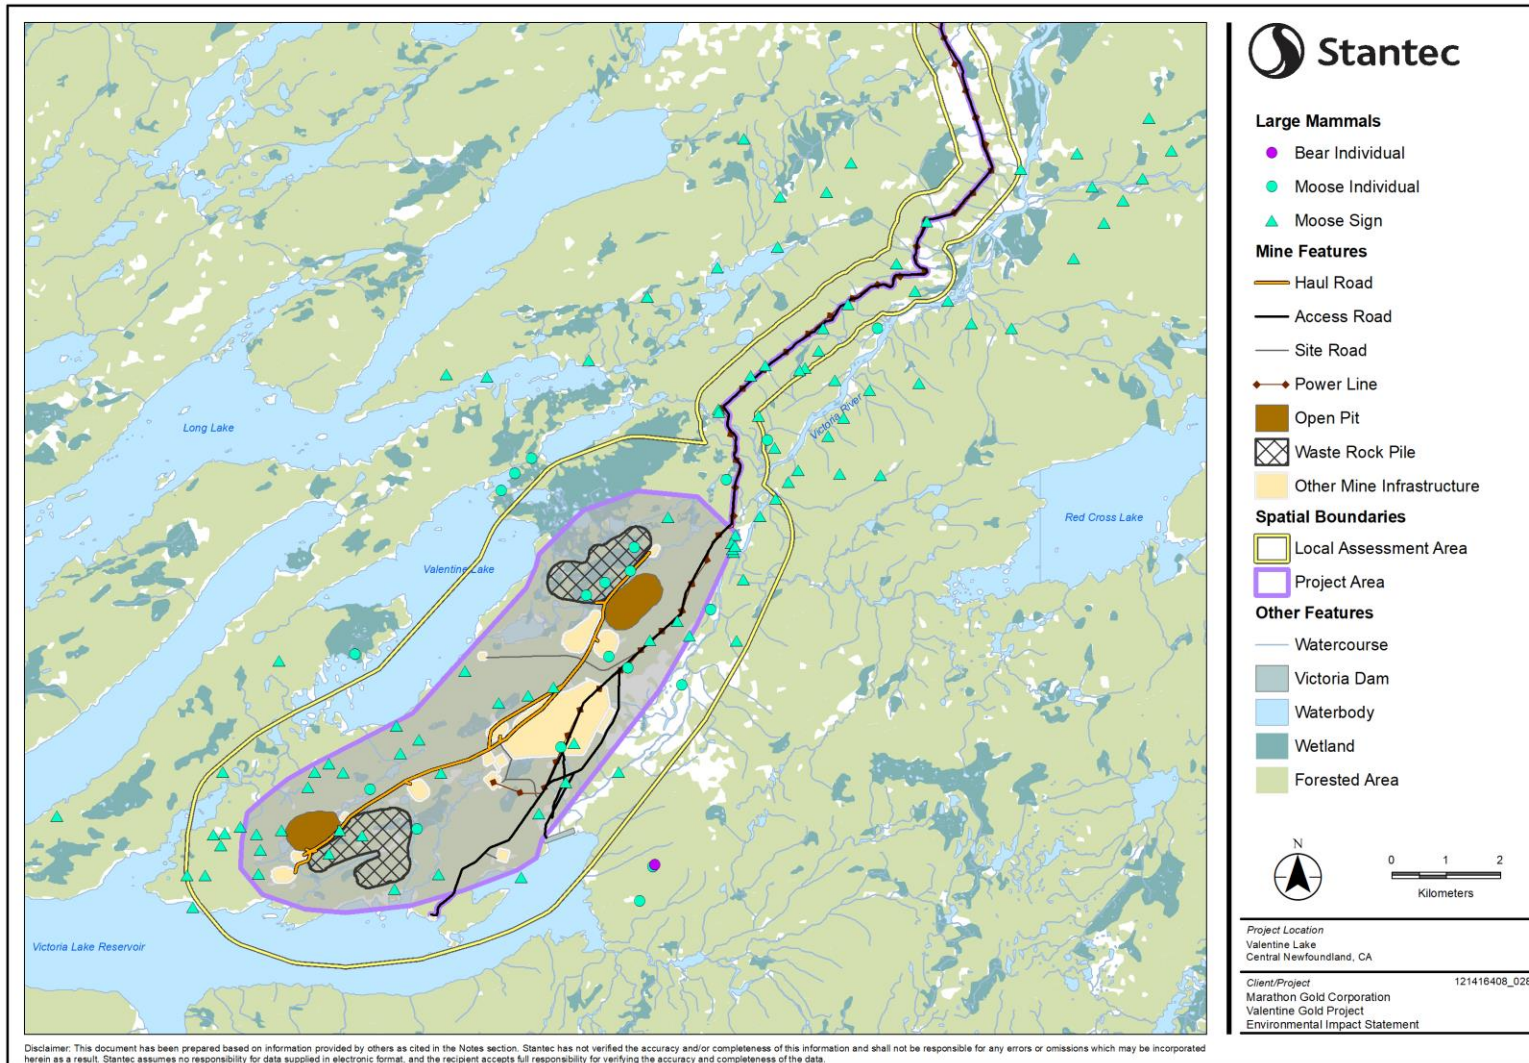 Stantec
Large Mammals
Bear Individual
Moose Individual
Moose Sign
Mine Features
Haul Road
Access Road
Site Road
Power Line
Open Pit
Waste Rock Pile
Other Mine Infrastructure
Spatial Boundaries
Local Assessment Area
Project Area
Other Features
Watercourse
Victoria Dam
Waterbody
Wetland
Forested Area
N
0 1 2
Kilometers
Project Location
Valentine Lake
Central Newfoundland, CA
Client/Project 121416408_028
Marathon Gold Corporation
Valentine Gold Project
Environmental Impact Statement
Long Lake
Victoria River
Red Cross Lake
Valentine Lake
Victoria Lake Reservoir
Disclaimer: This document has been prepared based on information provided by others as cited in the Notes section. Stantec has not verified the accuracy and/or completeness of this information and shall not be responsible for any errors or omissions which may be incorporated
herein as a result. Stantec assumes no responsibility for data supplied in electronic format, and the recipient accepts full responsibility for verifying the accuracy and completeness of the data.